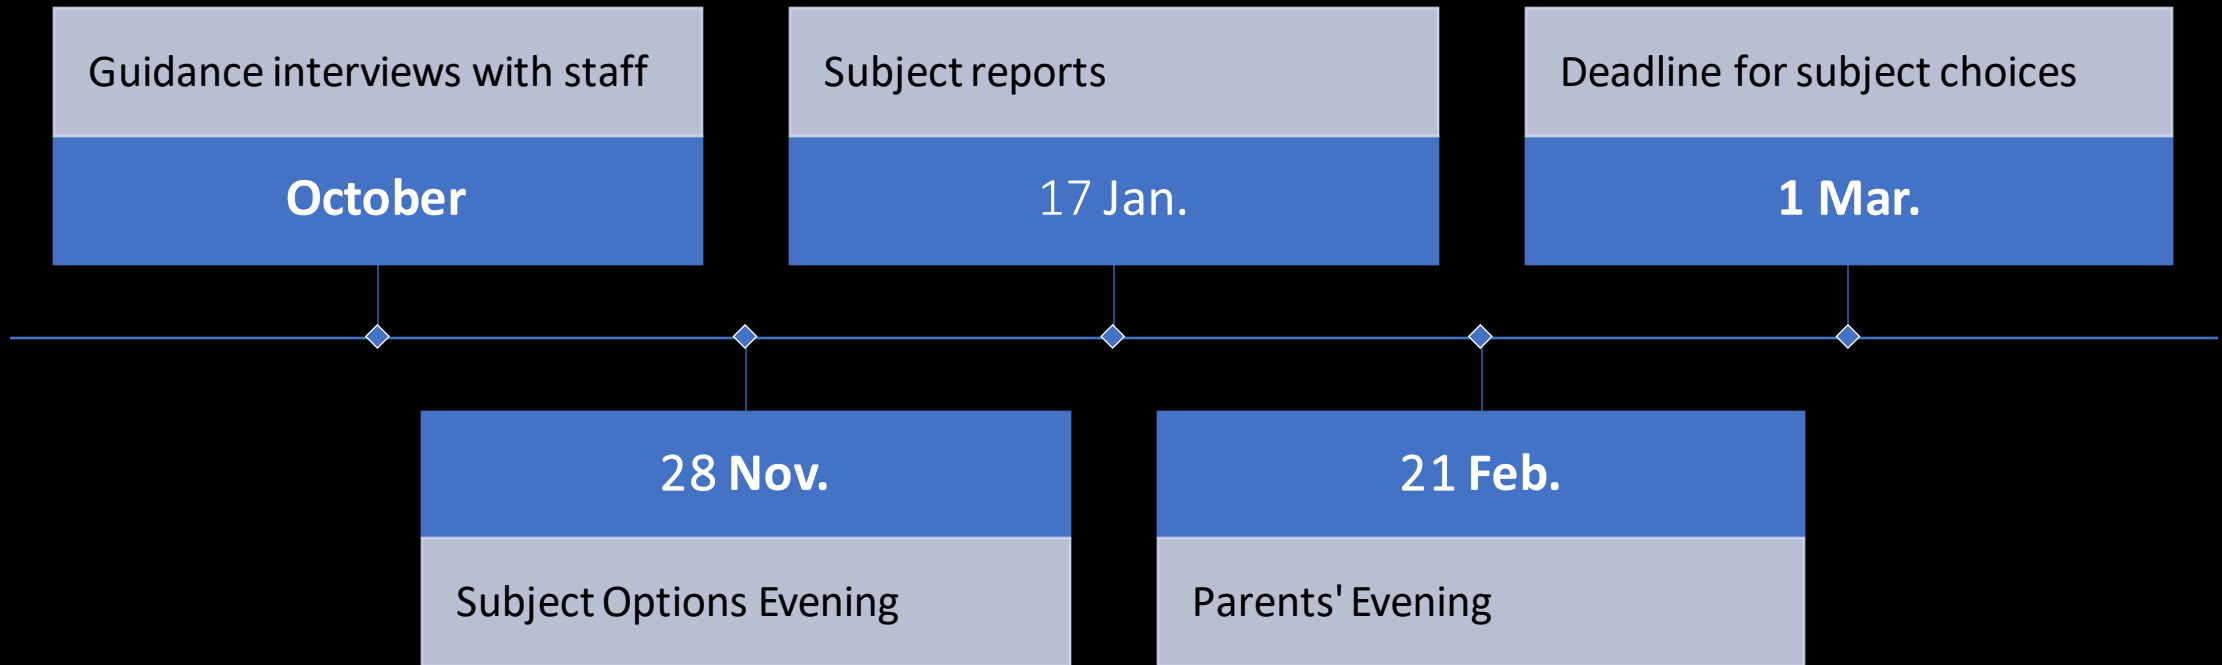 Guidance interviews with staff
October
Subject reports
17 Jan.
Deadline for subject choices
1 Mar.
28 Nov.
Subject Options Evening
21 Feb.
Parents' Evening